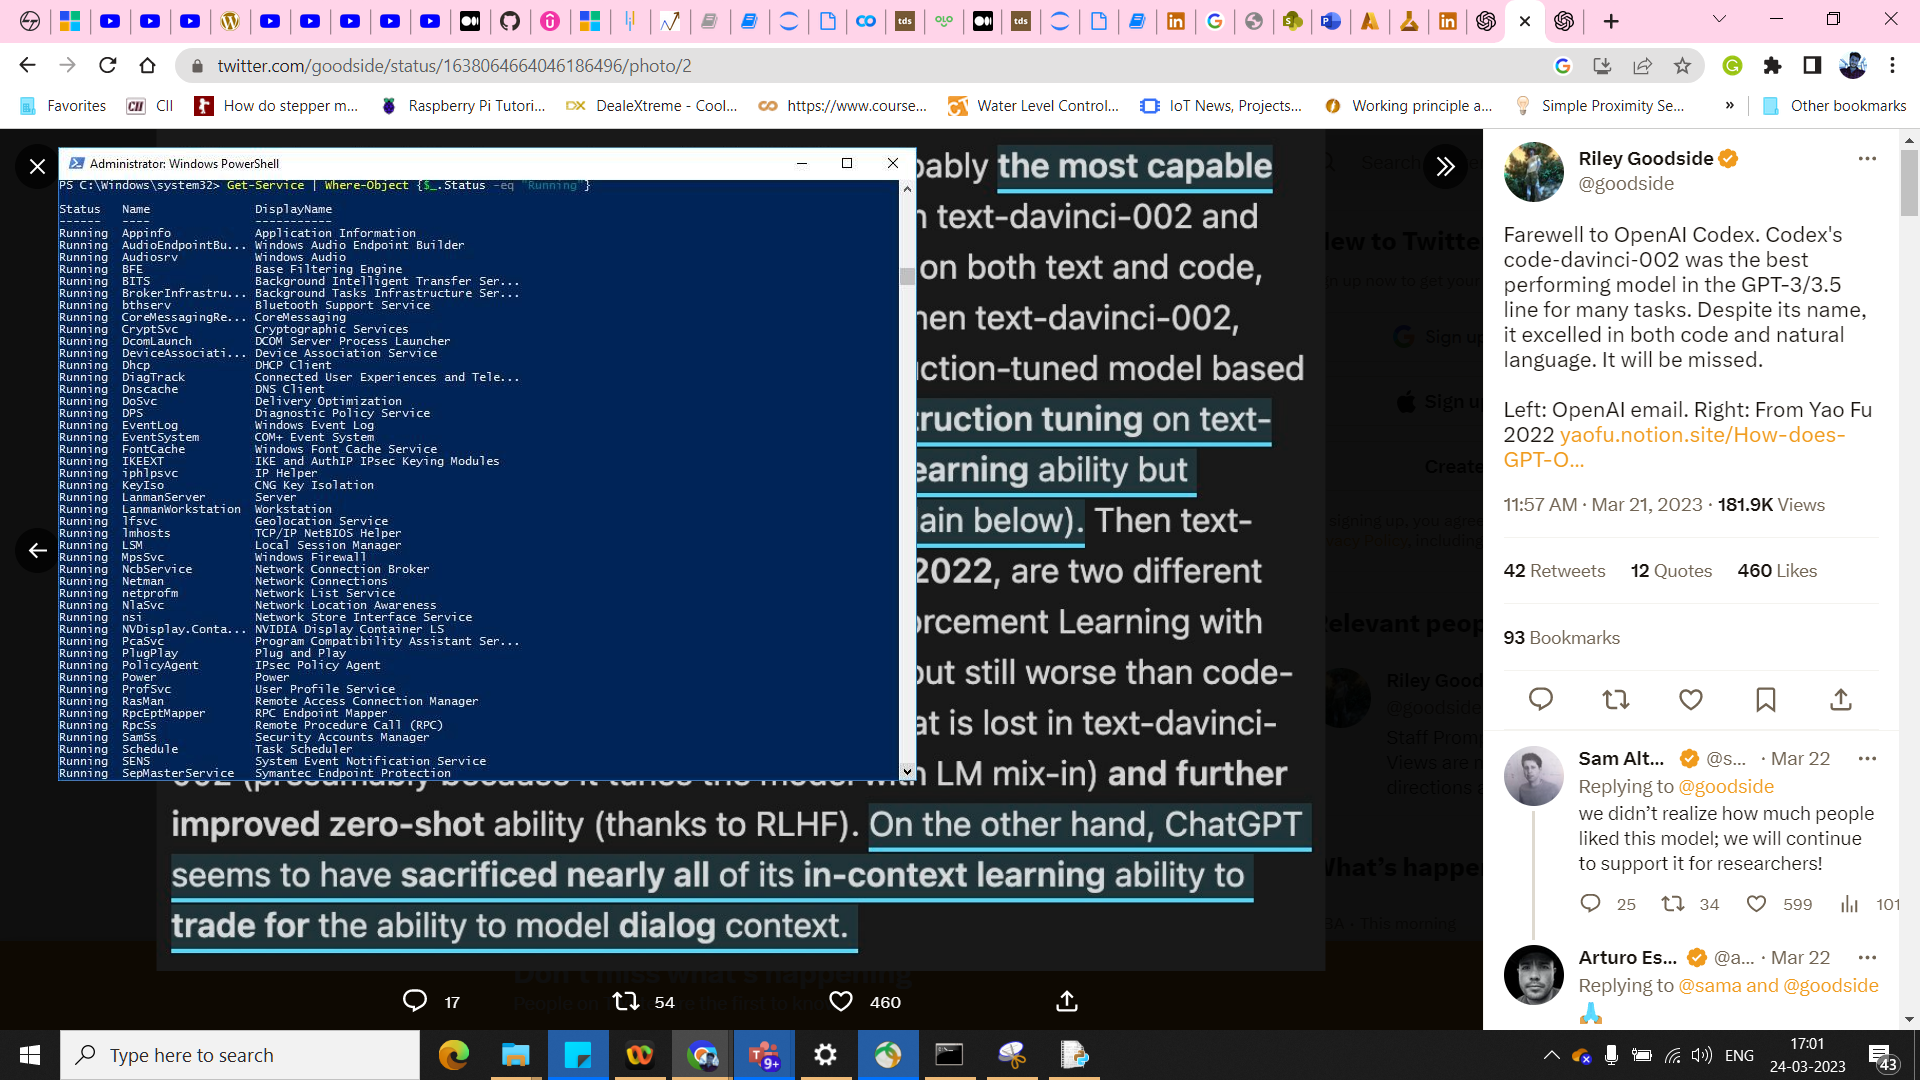 twitter.com/goodside/status/1638064664046186496/photo/2
Favorites
CII
How do stepper m...
Raspberry Pi Tutori...
DealeXtreme - Cool...
https://www.course...
Water Level Control...
IoT News, Projects...
Working principle a...
Simple Proximity Se...
»
Other bookmarks
Administrator: Windows PowerShell
PS C:\Windows\system32> Get-Service | Where-Object {$_.Status -eq "Running"}
Status Name DisplayName
------ ---- -----------
Running Appinfo Application Information
Running AudioEndpointBu... Windows Audio Endpoint Builder
Running Audiosrv Windows Audio
Running BFE Base Filtering Engine
Running BITS Background Intelligent Transfer Ser...
Running BrokerInfrastru... Background Tasks Infrastructure Ser...
Running bthserv Bluetooth Support Service
Running CoreMessagingRe... CoreMessaging
Running CryptSvc Cryptographic Services
Running DcomLaunch DCOM Server Process Launcher
Running DeviceAssociati... Device Association Service
Running Dhcp DHCP Client
Running DiagTrack Connected User Experiences and Tele...
Running Dnscache DNS Client
Running DoSvc Delivery Optimization
Running DPS Diagnostic Policy Service
Running EventLog Windows Event Log
Running EventSystem COM+ Event System
Running FontCache Windows Font Cache Service
Running IKEEXT IKE and AuthIP IPsec Keying Modules
Running iphlpsvc IP Helper
Running KeyIso CNG Key Isolation
Running LanmanServer Server
Running LanmanWorkstation Workstation
Running lfsvc Geolocation Service
Running lmhosts TCP/IP NetBIOS Helper
Running LSM Local Session Manager
Running MpsSvc Windows Firewall
Running NcbService Network Connection Broker
Running Netman Network Connections
Running netprofm Network List Service
Running NlaSvc Network Location Awareness
Running nsi Network Store Interface Service
Running NVDisplay.Conta... NVIDIA Display Container LS
Running PcaSvc Program Compatibility Assistant Ser...
Running PlugPlay Plug and Play
Running PolicyAgent IPsec Policy Agent
Running Power Power
Running ProfSvc User Profile Service
Running RasMan Remote Access Connection Manager
Running RpcEptMapper RPC Endpoint Mapper
Running RpcSs Remote Procedure Call (RPC)
Running SamSs Security Accounts Manager
Running Schedule Task Scheduler
Running SENS System Event Notification Service
Running SepMasterService Symantec Endpoint Protection
the most capable
text-davinci-002 and
on both text and code,
text-davinci-002,
model based
tuning on text-
ability but
below). Then text-
2022, are two different
Learning with
still worse than code-
is lost in text-davinci-
LM mix-in) and further
improved zero-shot ability (thanks to RLHF). On the other hand, ChatGPT
seems to have sacrificed nearly all of its in-context learning ability to
trade for the ability to model dialog context.
17
54
460
Riley Goodside
@goodside
Farewell to OpenAI Codex. Codex's
code-davinci-002 was the best
performing model in the GPT-3/3.5
line for many tasks. Despite its name,
it excelled in both code and natural
language. It will be missed.
Left: OpenAI email. Right: From Yao Fu
2022 yaofu.notion.site/How-does-
GPT-O...
11:57 AM · Mar 21, 2023 · 181.9K Views
42 Retweets 12 Quotes 460 Likes
93 Bookmarks
Sam Alt... @s... · Mar 22
Replying to @goodside
we didn't realize how much people
liked this model; we will continue
to support it for researchers!
25 34 599 101
Arturo Es... @a... · Mar 22
Replying to @sama and @goodside
Type here to search
9+
ENG
17:01
24-03-2023
43